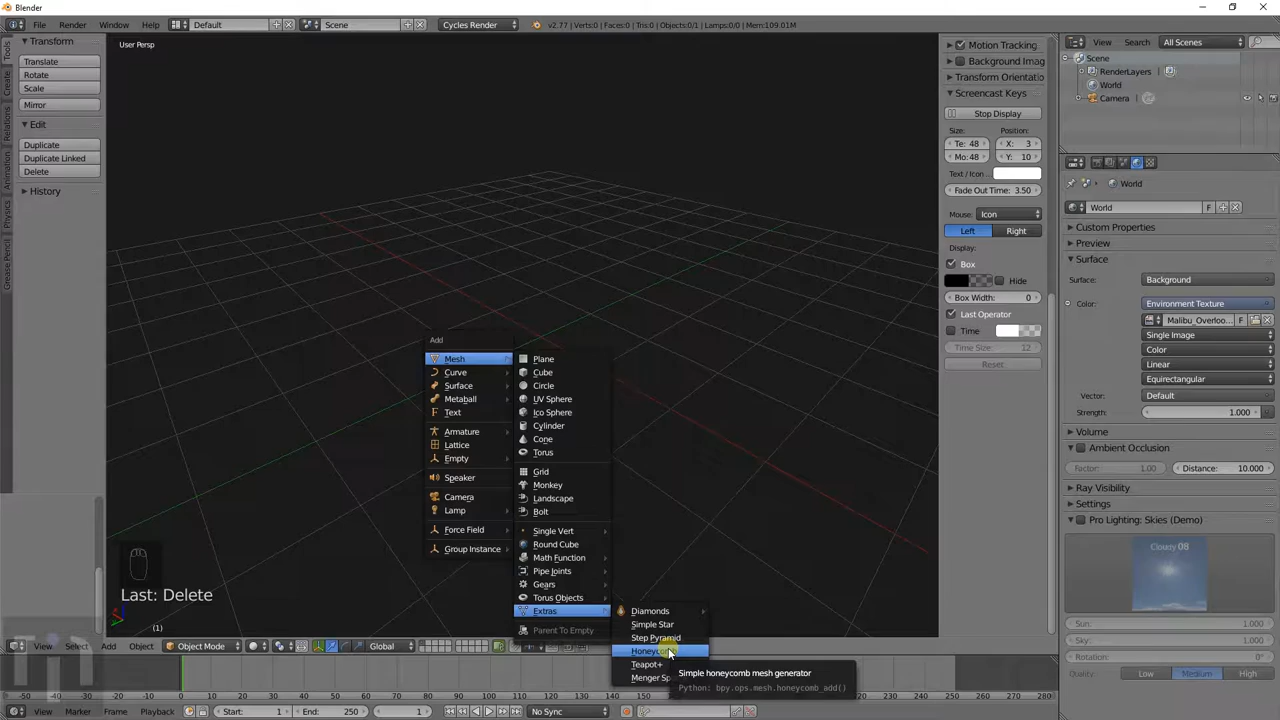 Blender
File Render Window Help Default Scene Cycles Render v2.77 | Verts:0 | Faces:0 | Tris:0 | Objects:0/1 | Lamps:0/0 | Mem:109.01M
Tools
Create
Relations
Animation
Physics
Grease Pencil
Transform
Translate
Rotate
Scale
Mirror
Edit
Duplicate
Duplicate Linked
Delete
History
User Persp
Add
Mesh
Curve
Surface
Metaball
Text
Armature
Lattice
Empty
Speaker
Camera
Lamp
Force Field
Group Instance
Plane
Cube
Circle
UV Sphere
Ico Sphere
Cylinder
Cone
Torus
Grid
Monkey
Landscape
Bolt
Single Vert
Round Cube
Math Function
Pipe Joints
Gears
Torus Objects
Extras
Parent To Empty
Diamonds
Simple Star
Step Pyramid
Teapot+
Menger Sp
Simple honeycomb mesh generator
Python: bpy.ops.mesh.honeycomb_add()
Last: Delete
(1)
Motion Tracking
Background Imag
Transform Orientatio
Screencast Keys
Stop Display
Size: Position:
Te: 48 X: 3
Mo:48 Y: 10
Text / Icon ...
Fade Out Time: 3.50
Mouse: Icon
Left Right
Display:
Box
Hide
Box Width: 0
Last Operator
Time
Time Size: 12
Reset
View Search All Scenes
Scene
RenderLayers
World
Camera
World
World F
Custom Properties
Preview
Surface
Surface: Background
Color: Environment Texture
Malibu_Overloo... F
Single Image
Color
Linear
Equirectangular
Vector: Default
Strength: 1.000
Volume
Ambient Occlusion
Factor: 1.00 Distance: 10.000
Ray Visibility
Settings
Pro Lighting: Skies (Demo)
Cloudy 08
Sun: 1.000
Sky: 1.000
Rotation: 0°
Quality: Low Medium High
View Select Add Object Object Mode Global
-50 -40 -30 -20 -10 0 10 20 30 40 50 60 70 80 90 100 110 120 130 140 150 160 170 180 190 200 210 220 230 240 250 260 270 280
View Marker Frame Playback Start: 1 End: 250 1 No Sync